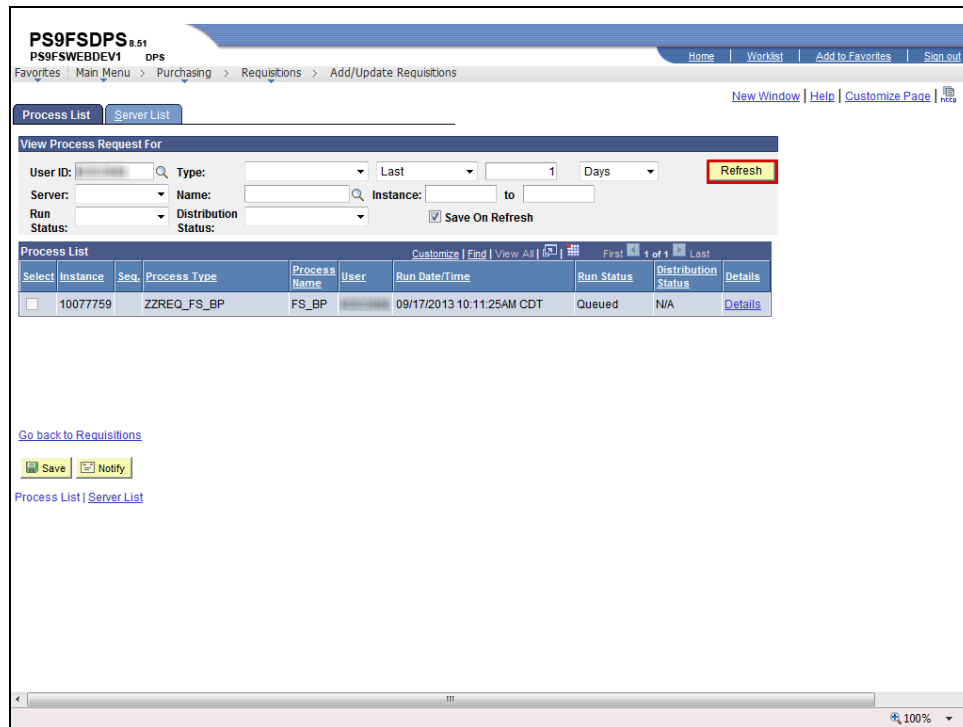 PS9FSDPS 8.51
PS9FSWEBDEV1 DPS
Home | Worklist | Add to Favorites | Sign out
Favorites Main Menu > Purchasing > Requisitions > Add/Update Requisitions
New Window | Help | Customize Page | http
Process List Server List
View Process Request For
User ID: Type: Last 1 Days Refresh
Server: Name: Instance: to
Run Status: Distribution Status: Save On Refresh
Process List Customize | Find | View All | First 1 of 1 Last
Select Instance Seq. Process Type Process Name User Run Date/Time Run Status Distribution Status Details
10077759 ZZREQ_FS_BP FS_BP 09/17/2013 10:11:25AM CDT Queued N/A Details
Go back to Requisitions
Save Notify
Process List | Server List
100%